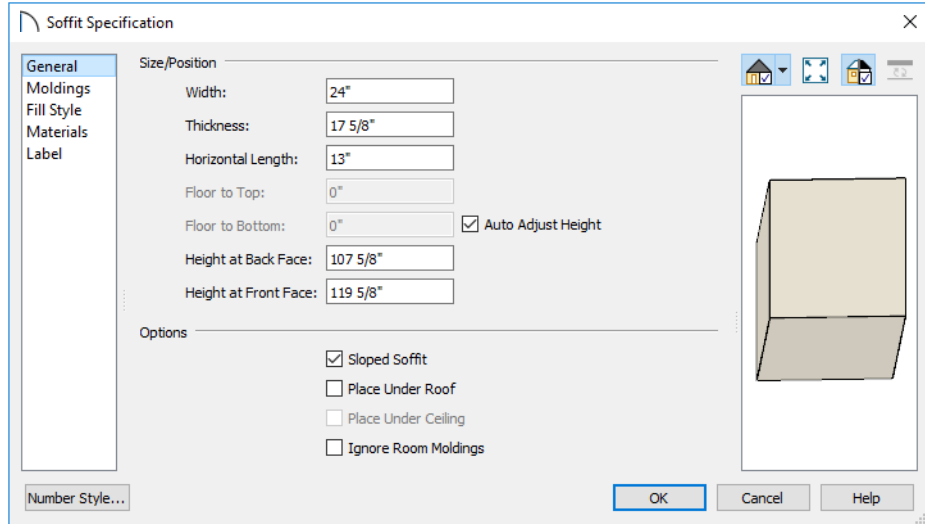 Soffit Specification
General
Moldings
Fill Style
Materials
Label
Size/Position
Width: 24"
Thickness: 17 5/8"
Horizontal Length: 13"
Floor to Top: 0"
Floor to Bottom: 0" Auto Adjust Height
Height at Back Face: 107 5/8"
Height at Front Face: 119 5/8"
Options
Sloped Soffit
Place Under Roof
Place Under Ceiling
Ignore Room Moldings
Number Style... OK Cancel Help